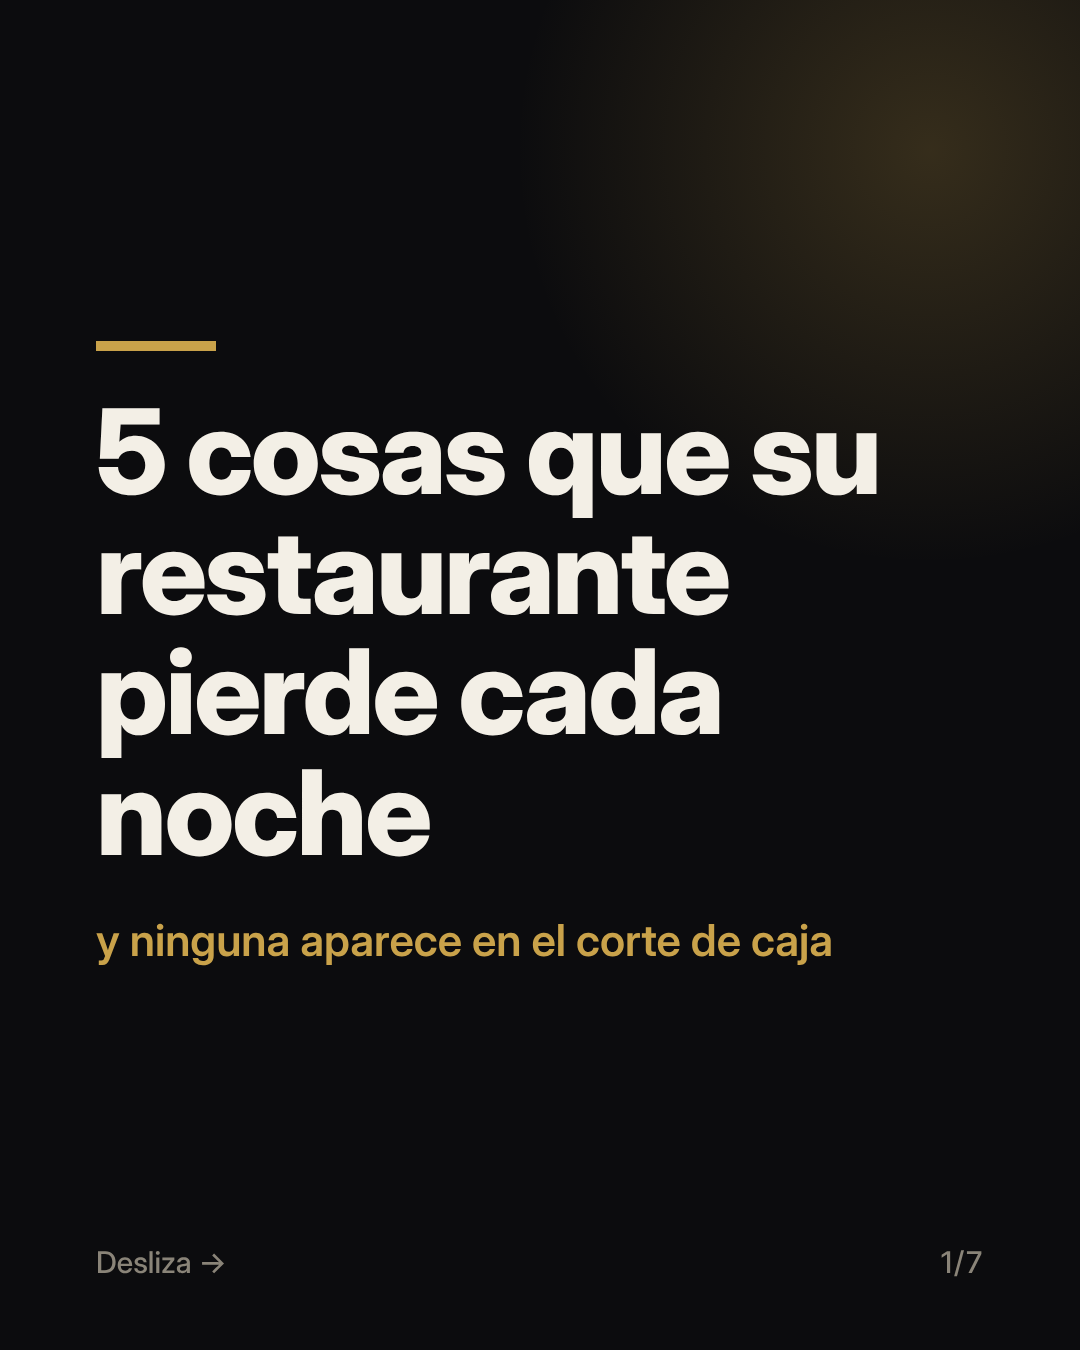 5 cosas que su
restaurante
pierde cada
noche
y ninguna aparece en el corte de caja
Desliza →
1/7